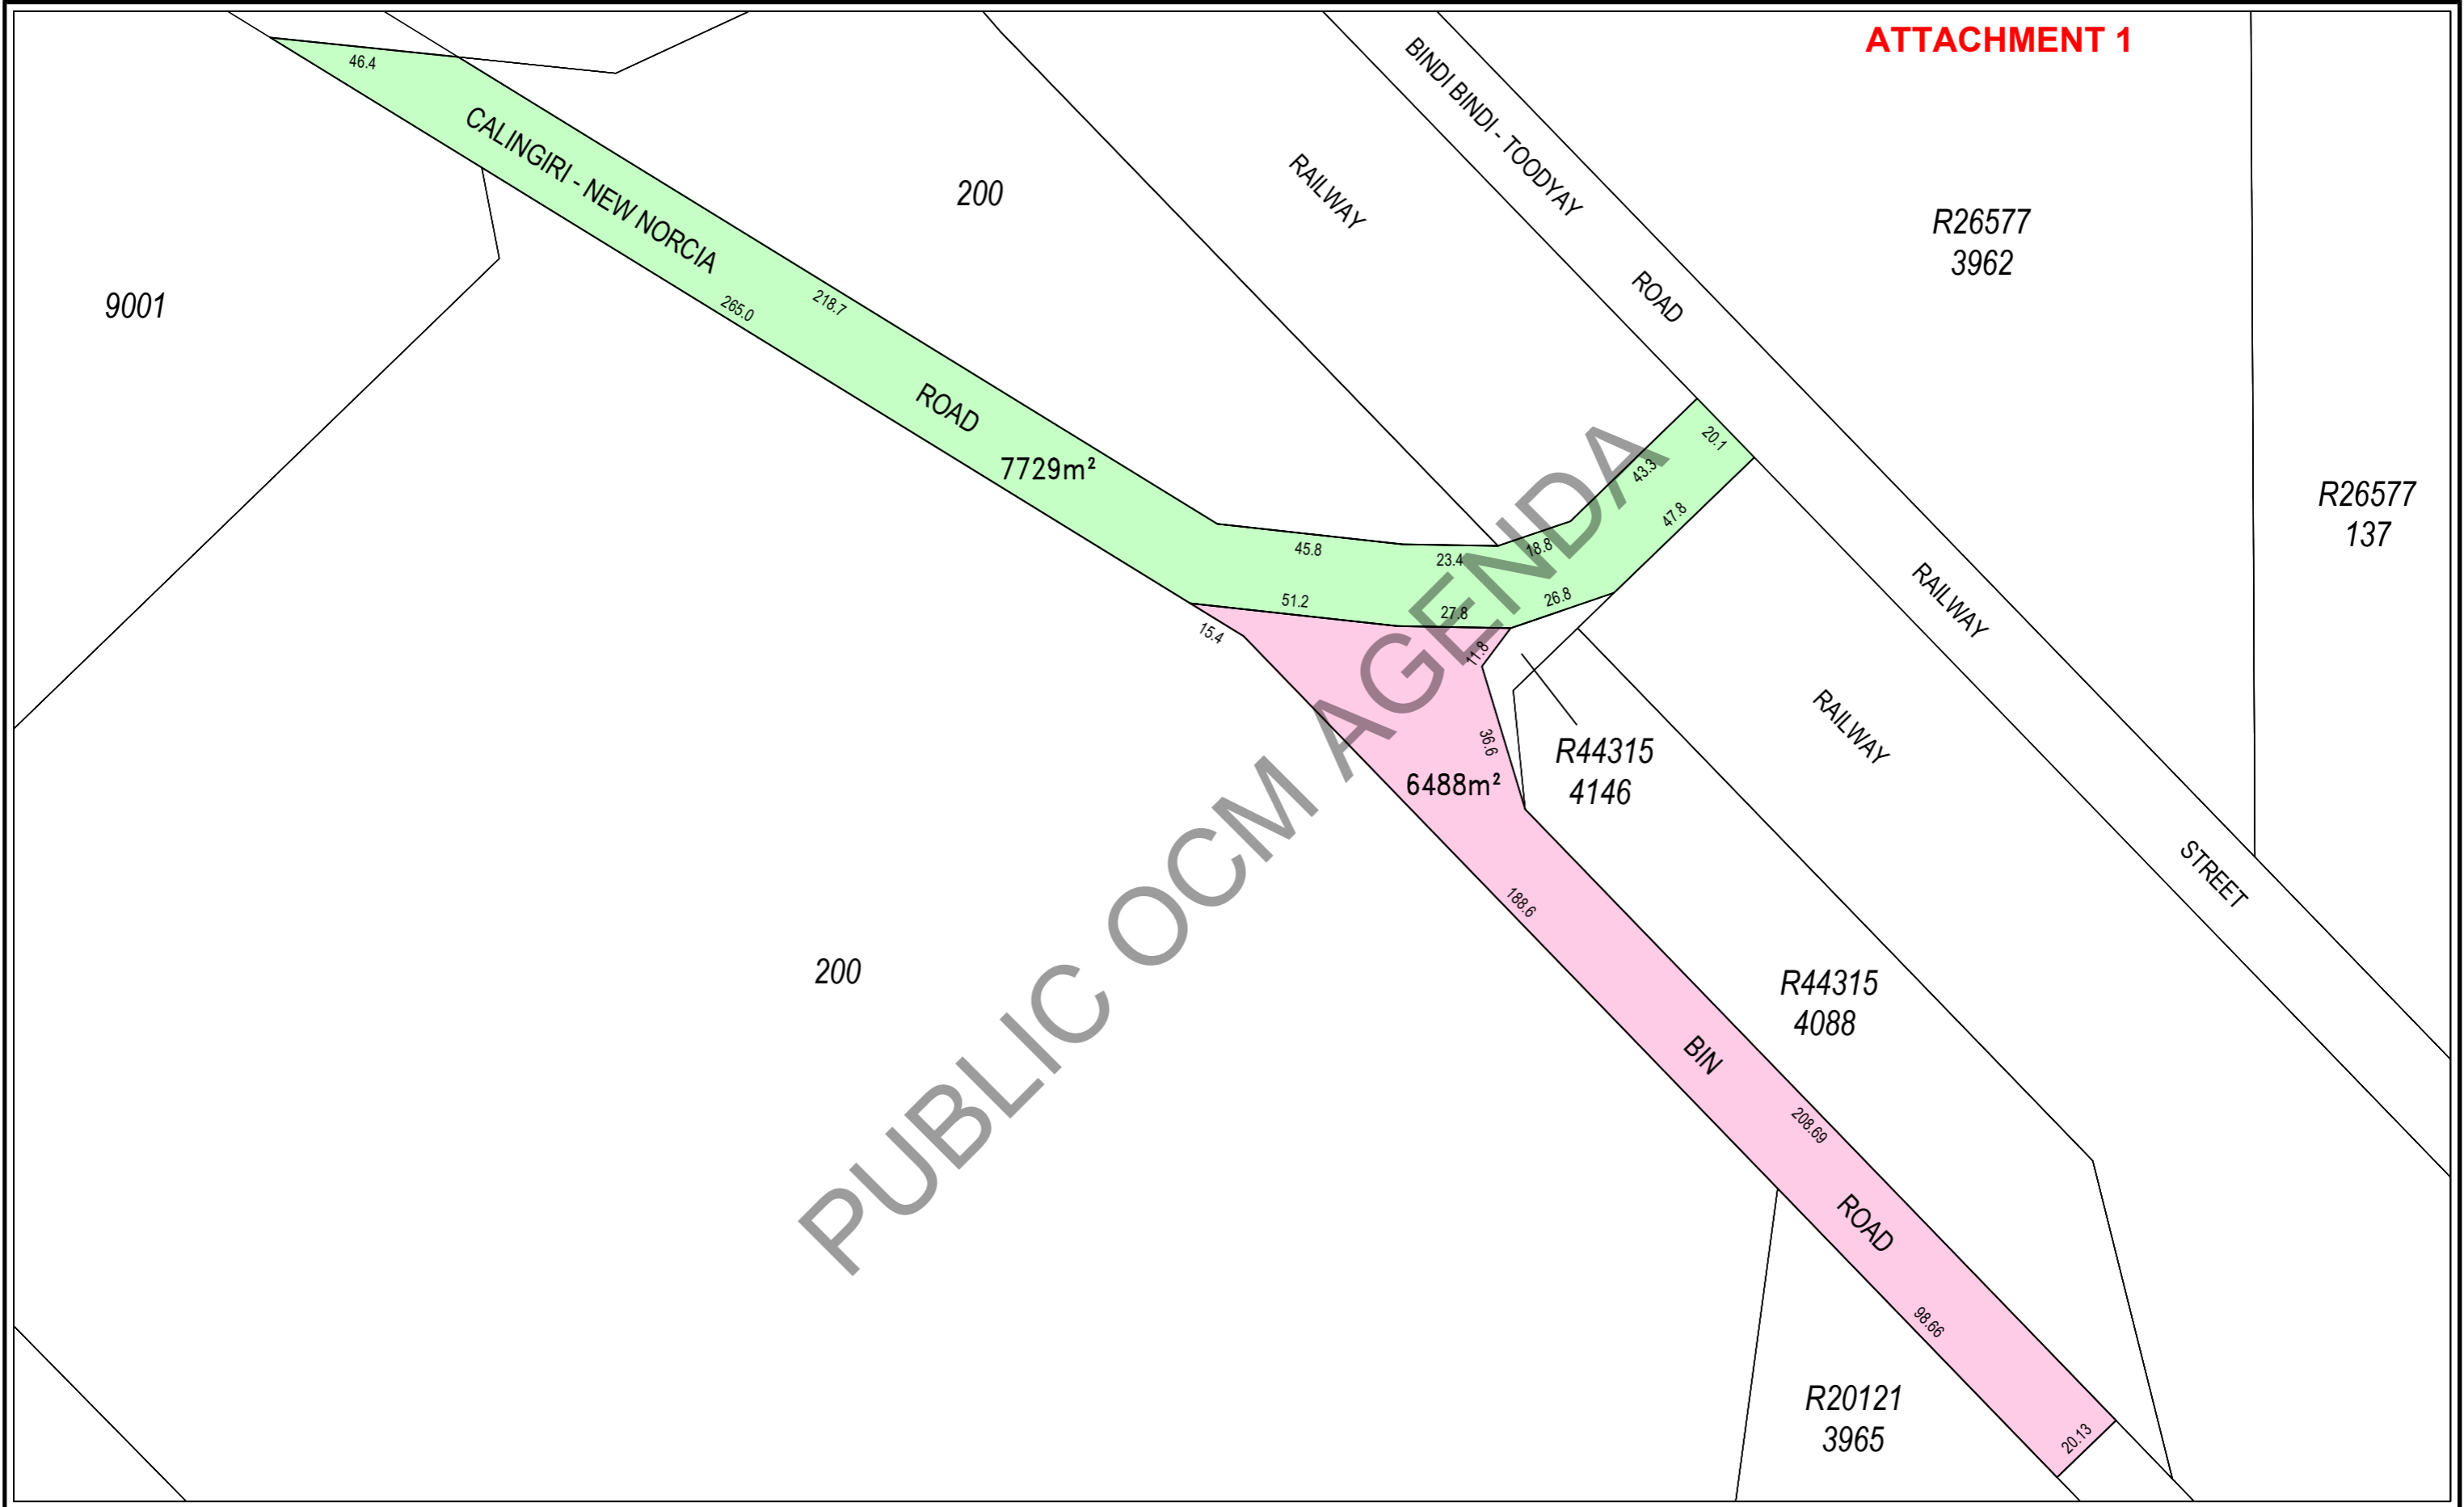 ATTACHMENT 1
46.4
CALINGIRI - NEW NORCIA
ROAD
265.0
218.7
7729m²
9001
200
RAILWAY
BINDI BINDI - TOODYAY
ROAD
R26577
3962
R26577
137
20.1
43.3
47.8
45.8
23.4
18.8
51.2
27.8
26.8
15.4
11.8
36.6
6488m²
R44315
4146
RAILWAY
RAILWAY
STREET
188.6
200
R44315
4088
BIN
ROAD
208.69
98.66
20.13
R20121
3965
PUBLIC OCM AGENDA